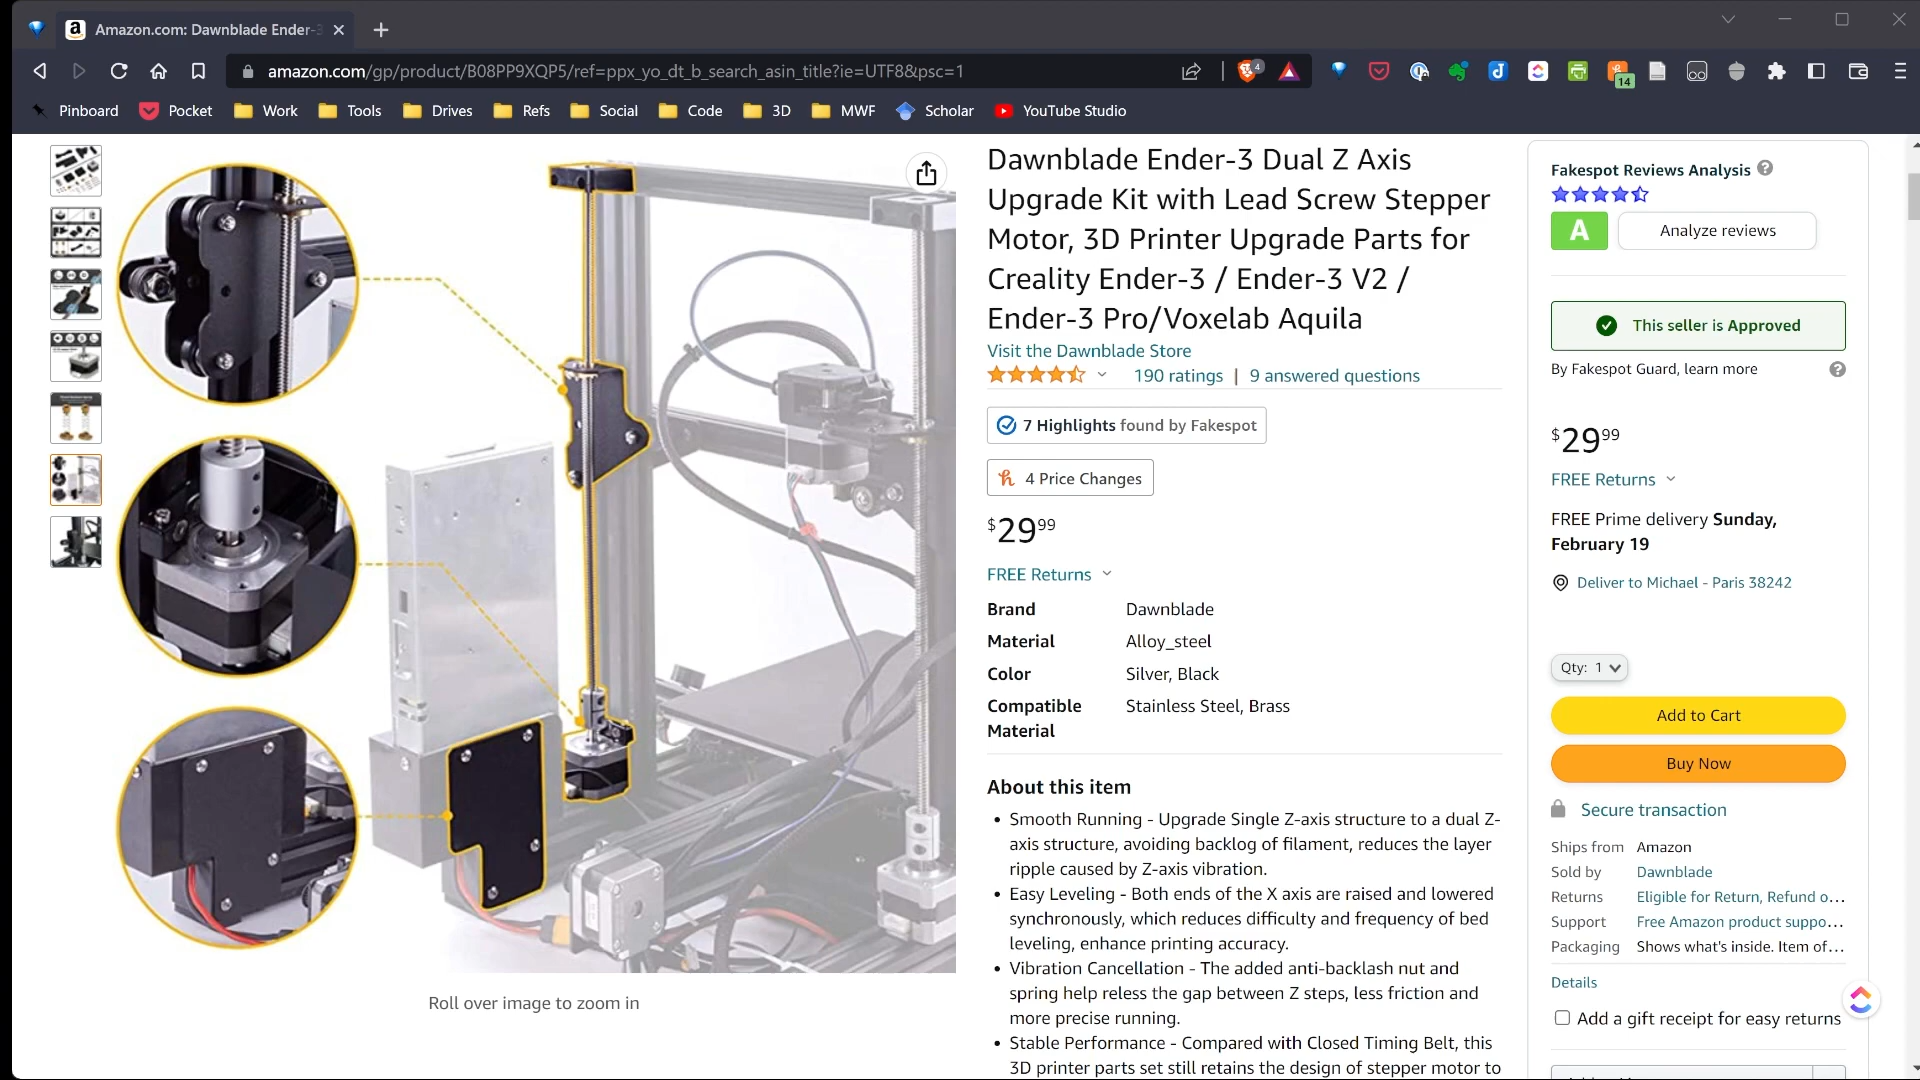 Amazon.com: Dawnblade Ender-3
amazon.com/gp/product/B08PP9XQP5/ref=ppx_yo_dt_b_search_asin_title?ie=UTF8&psc=1
4
14
Pinboard
Pocket
Work
Tools
Drives
Refs
Social
Code
3D
MWF
Scholar
YouTube Studio
Dawnblade Ender-3 Dual Z Axis
Upgrade Kit with Lead Screw Stepper
Motor, 3D Printer Upgrade Parts for
Creality Ender-3 / Ender-3 V2 /
Ender-3 Pro/Voxelab Aquila
Visit the Dawnblade Store
190 ratings | 9 answered questions
7 Highlights found by Fakespot
4 Price Changes
$29 99
FREE Returns
Brand Dawnblade
Material Alloy_steel
Color Silver, Black
Compatible Stainless Steel, Brass
Material
About this item
• Smooth Running - Upgrade Single Z-axis structure to a dual Z-
axis structure, avoiding backlog of filament, reduces the layer
ripple caused by Z-axis vibration.
• Easy Leveling - Both ends of the X axis are raised and lowered
synchronously, which reduces difficulty and frequency of bed
leveling, enhance printing accuracy.
• Vibration Cancellation - The added anti-backlash nut and
spring help reless the gap between Z steps, less friction and
more precise running.
• Stable Performance - Compared with Closed Timing Belt, this
3D printer parts set still retains the design of stepper motor to
Roll over image to zoom in
Fakespot Reviews Analysis
A
Analyze reviews
This seller is Approved
By Fakespot Guard, learn more
$29 99
FREE Returns
FREE Prime delivery Sunday,
February 19
Deliver to Michael - Paris 38242
Qty: 1
Add to Cart
Buy Now
Secure transaction
Ships from Amazon
Sold by Dawnblade
Returns Eligible for Return, Refund o...
Support Free Amazon product suppo...
Packaging Shows what's inside. Item of...
Details
Add a gift receipt for easy returns